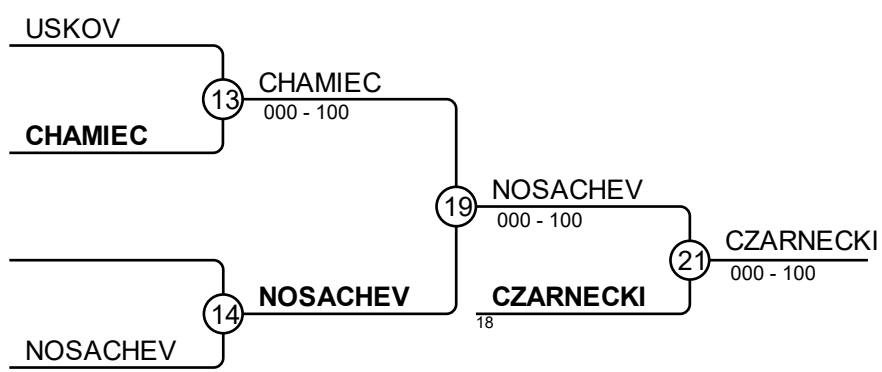 USKOV
CHAMIEC
13
000 - 100
CHAMIEC
NOSACHEV
19
000 - 100
CZARNECKI
21
000 - 100
NOSACHEV
14
CZARNECKI
18
NOSACHEV